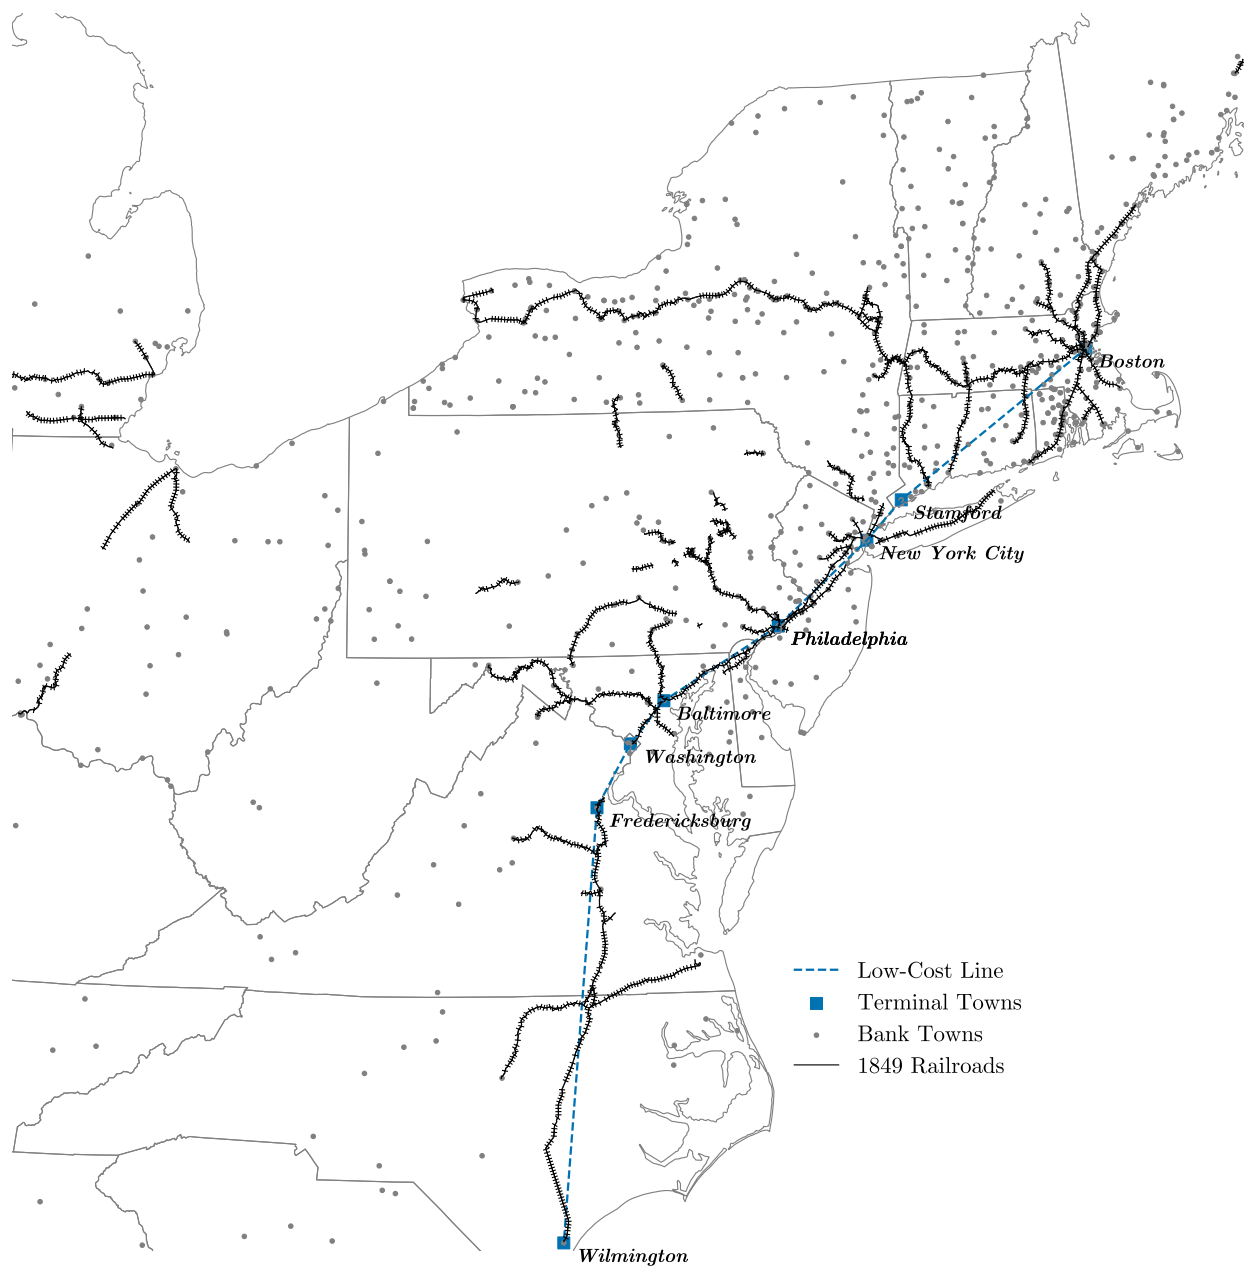 Boston
Stamford
New York City
Philadelphia
Baltimore
Washington
Fredericksburg
Low-Cost Line
Terminal Towns
Bank Towns
1849 Railroads
Wilmington